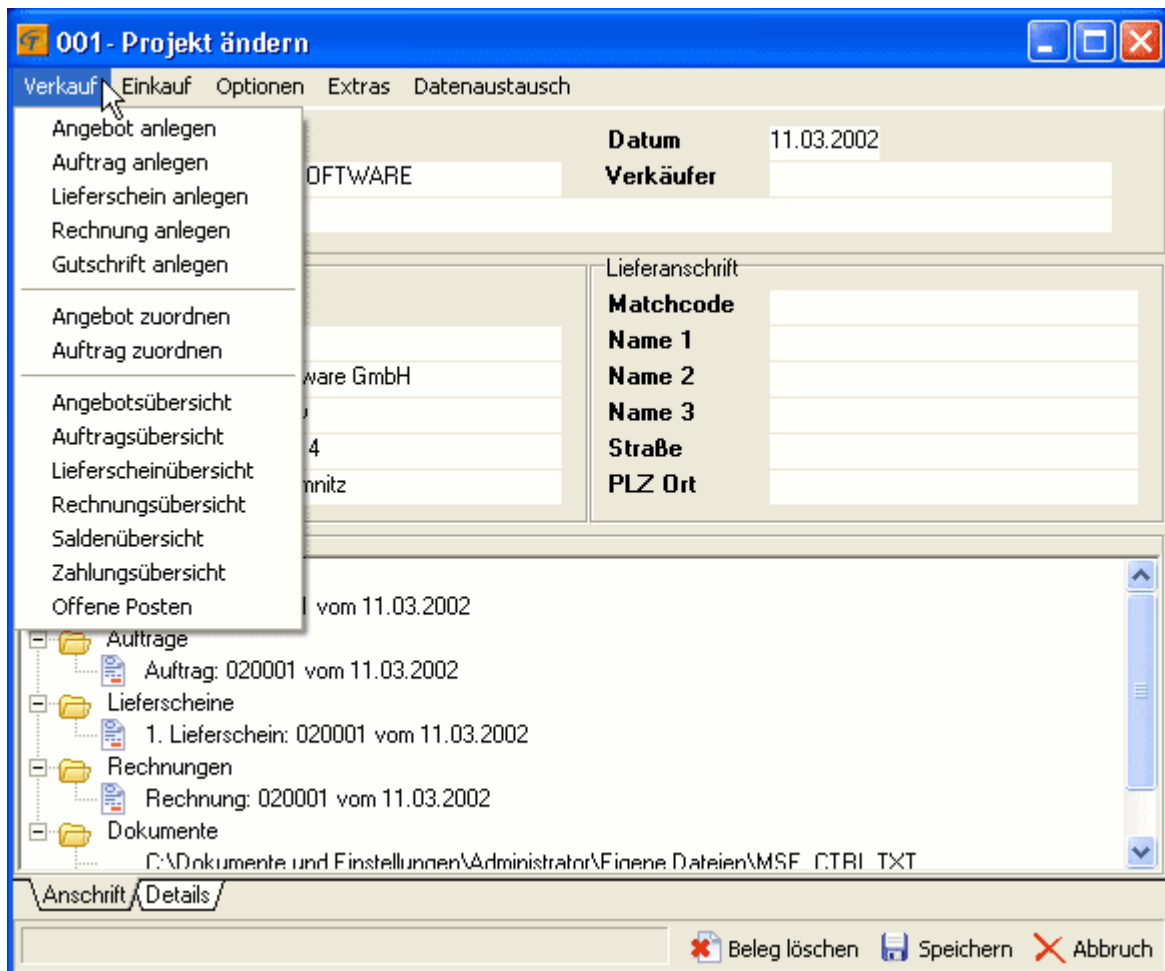 001 - Projekt ändern
Verkauf Einkauf Optionen Extras Datenaustausch
Angebot anlegen
Auftrag anlegen
Lieferschein anlegen
Rechnung anlegen
Gutschrift anlegen
Angebot zuordnen
Auftrag zuordnen
Angebotsübersicht
Auftragsübersicht
Lieferscheinübersicht
Rechnungsübersicht
Saldenübersicht
Zahlungsübersicht
Offene Posten
Datum 11.03.2002
OFTWARE Verkäufer
Lieferanschrift
Matchcode
Name 1
ware GmbH Name 2
Name 3
4 Straße
mnitz PLZ Ort
vom 11.03.2002
Aufträge
Auftrag: 020001 vom 11.03.2002
Lieferscheine
1. Lieferschein: 020001 vom 11.03.2002
Rechnungen
Rechnung: 020001 vom 11.03.2002
Dokumente
C:\Dokumente und Einstellungen\Administrator\Eigene Dateien\MSF_CTRL.TXT
Anschrift Details
Beleg löschen Speichern Abbruch